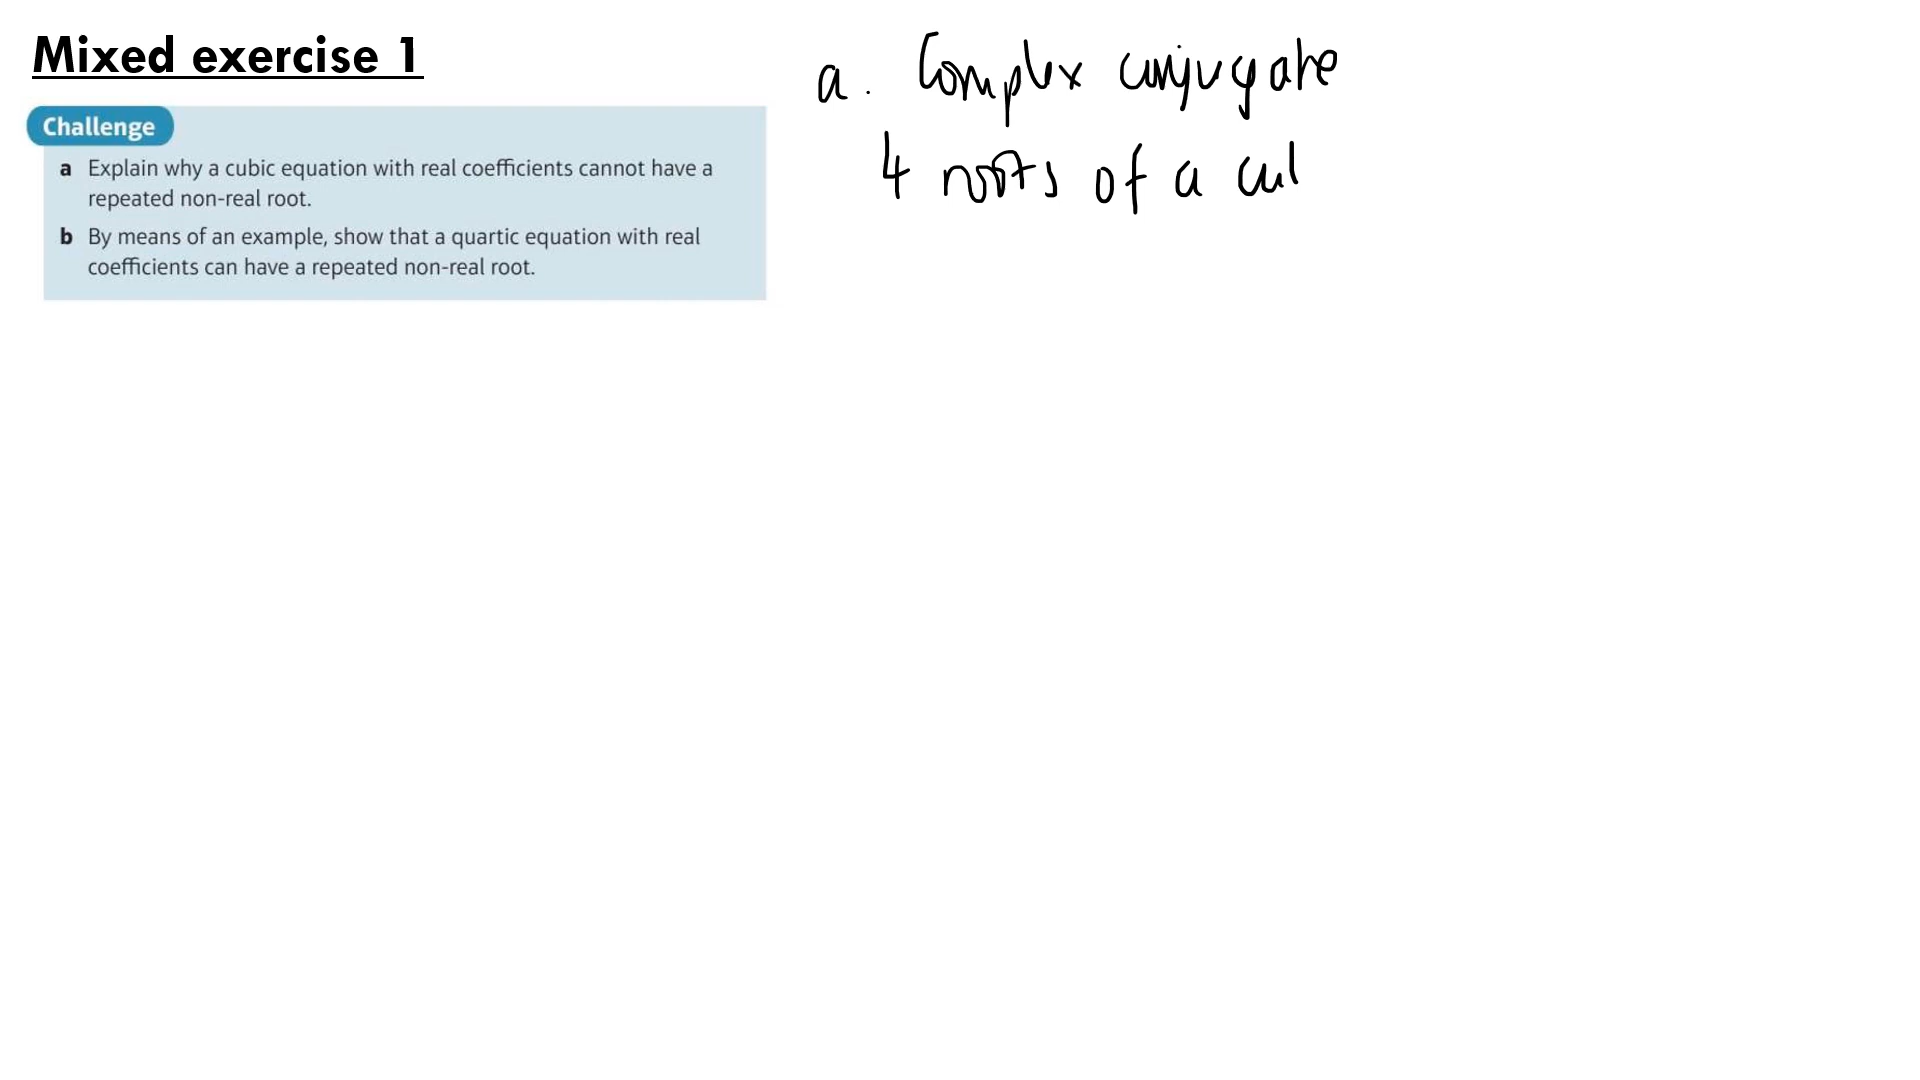 Mixed exercise 1
Challenge
a Explain why a cubic equation with real coefficients cannot have a
repeated non-real root.
b By means of an example, show that a quartic equation with real
coefficients can have a repeated non-real root.
a. Complex conjugate
4 roots of a cul